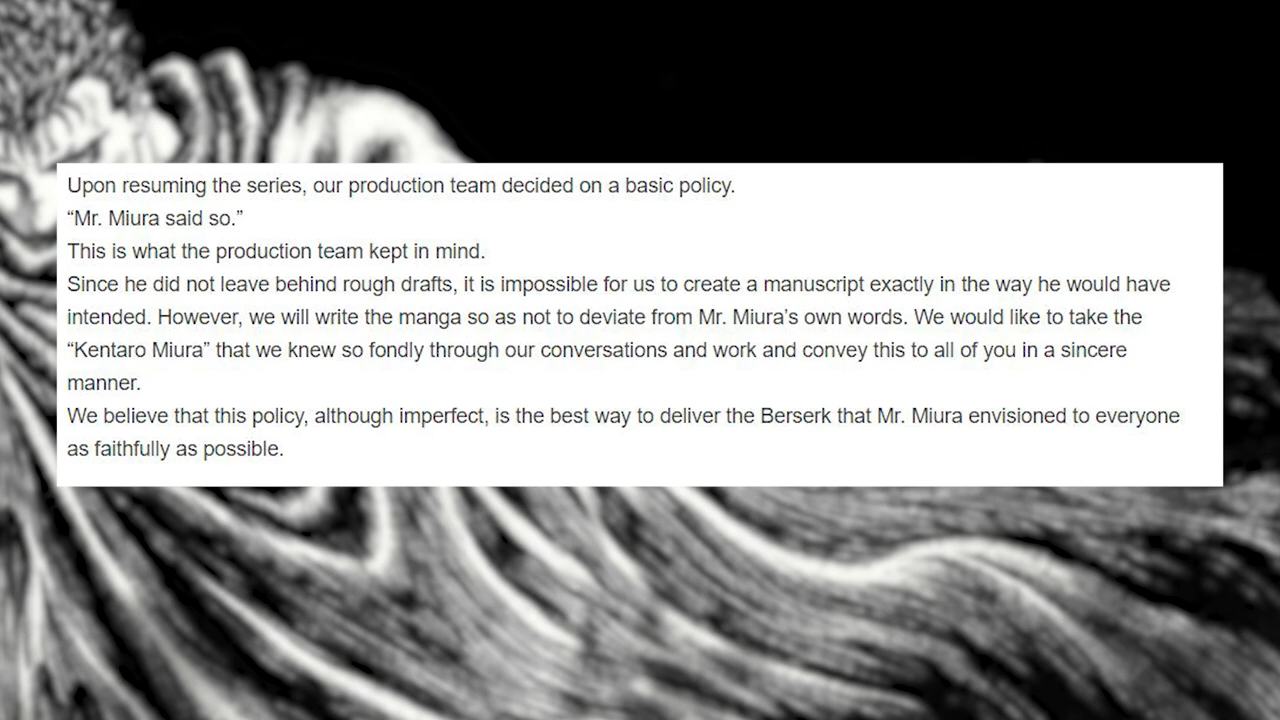 Upon resuming the series, our production team decided on a basic policy.
“Mr. Miura said so.”
This is what the production team kept in mind.
Since he did not leave behind rough drafts, it is impossible for us to create a manuscript exactly in the way he would have
intended. However, we will write the manga so as not to deviate from Mr. Miura’s own words. We would like to take the
“Kentaro Miura” that we knew so fondly through our conversations and work and convey this to all of you in a sincere
manner.
We believe that this policy, although imperfect, is the best way to deliver the Berserk that Mr. Miura envisioned to everyone
as faithfully as possible.